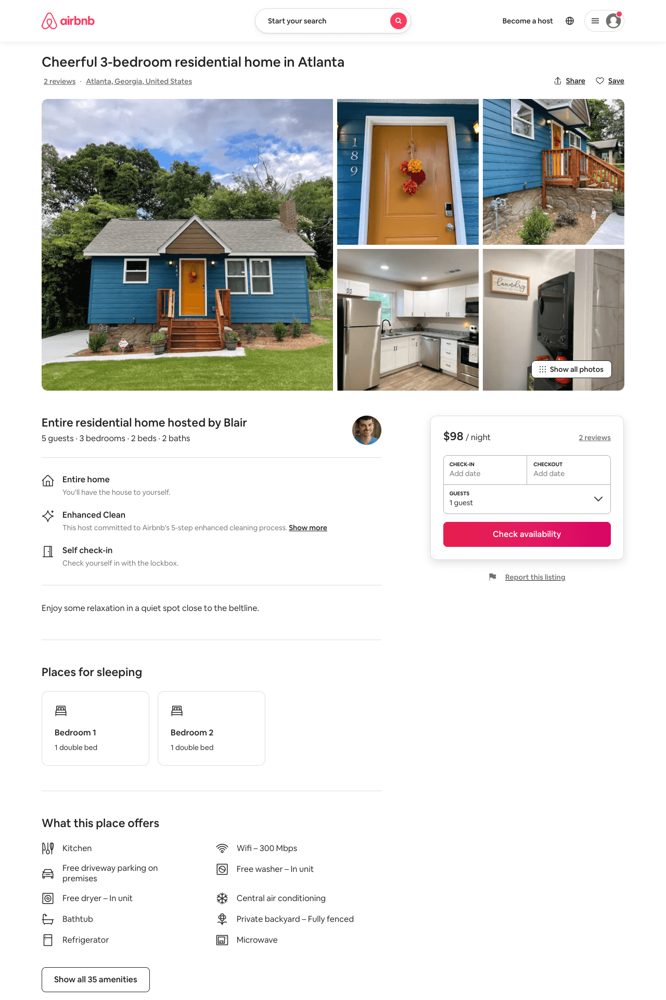 airbnb
Start your search
Become a host
Cheerful 3-bedroom residential home in Atlanta
2 reviews · Atlanta, Georgia, United States
Share
Save
189
1
8
9
laundry
Show all photos
Entire residential home hosted by Blair
5 guests · 3 bedrooms · 2 beds · 2 baths
$98 / night
2 reviews
CHECK-IN
Add date
CHECKOUT
Add date
GUESTS
1 guest
Check availability
Report this listing
Entire home
You'll have the house to yourself.
Enhanced Clean
This host committed to Airbnb's 5-step enhanced cleaning process. Show more
Self check-in
Check yourself in with the lockbox.
Enjoy some relaxation in a quiet spot close to the beltline.
Places for sleeping
Bedroom 1
1 double bed
Bedroom 2
1 double bed
What this place offers
Kitchen
Wifi – 300 Mbps
Free driveway parking on
premises
Free washer – In unit
Free dryer – In unit
Central air conditioning
Bathtub
Private backyard – Fully fenced
Refrigerator
Microwave
Show all 35 amenities